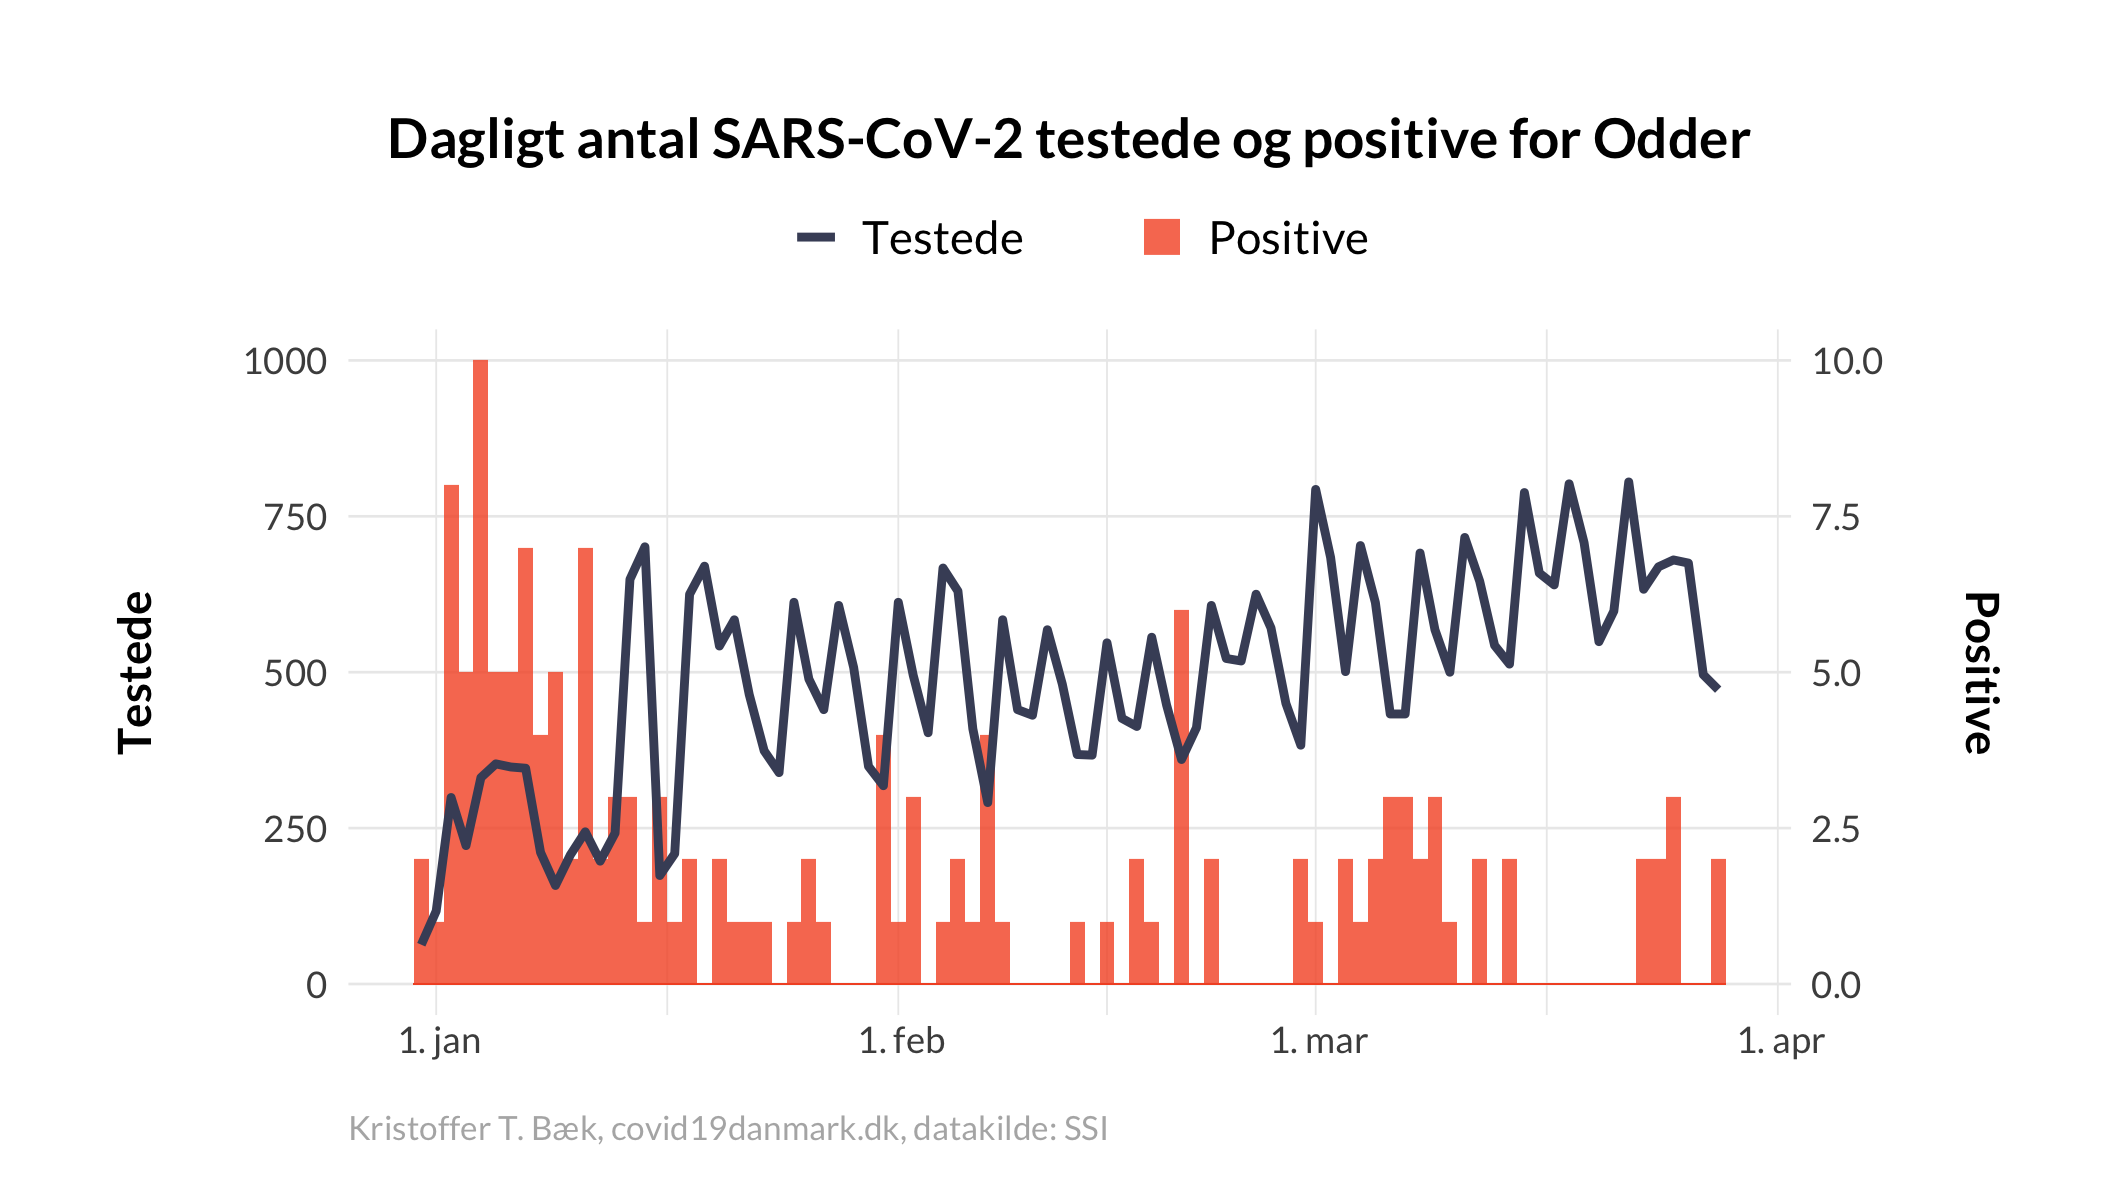 Dagligt antal SARS-CoV-2 testede og positive for Odder
Testede
Positive
1000
750
500
250
0
Testede
10.0
7.5
5.0
2.5
0.0
Positive
1. jan
1. feb
1. mar
1. apr
Kristoffer T. Bæk, covid19danmark.dk, datakilde: SSI